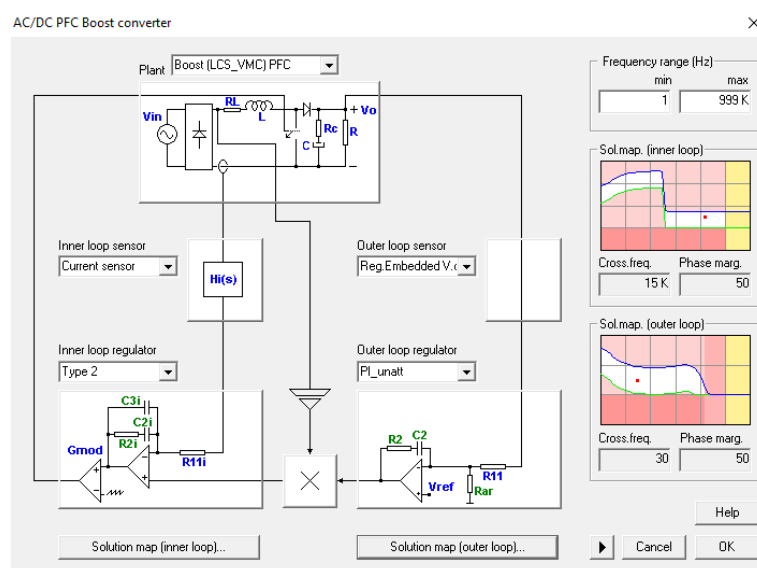 AC/DC PFC Boost converter
Plant
Boost (LCS_VMC) PFC
Vin
RL
L
Rc
C
R
+
Vo
Inner loop sensor
Current sensor
Hi(s)
Outer loop sensor
Reg.Embedded V.
Inner loop regulator
Type 2
C3i
C2i
R2i
Gmod
R11i
Outer loop regulator
PI_unatt
R2
C2
R11
Vref
Rar
Solution map (inner loop)...
Solution map (outer loop)...
Frequency range (Hz)
min
max
1
999 K
Sol.map. (inner loop)
Cross.freq.
Phase marg.
15 K
50
Sol.map. (outer loop)
Cross.freq.
Phase marg.
30
50
Help
Cancel
OK